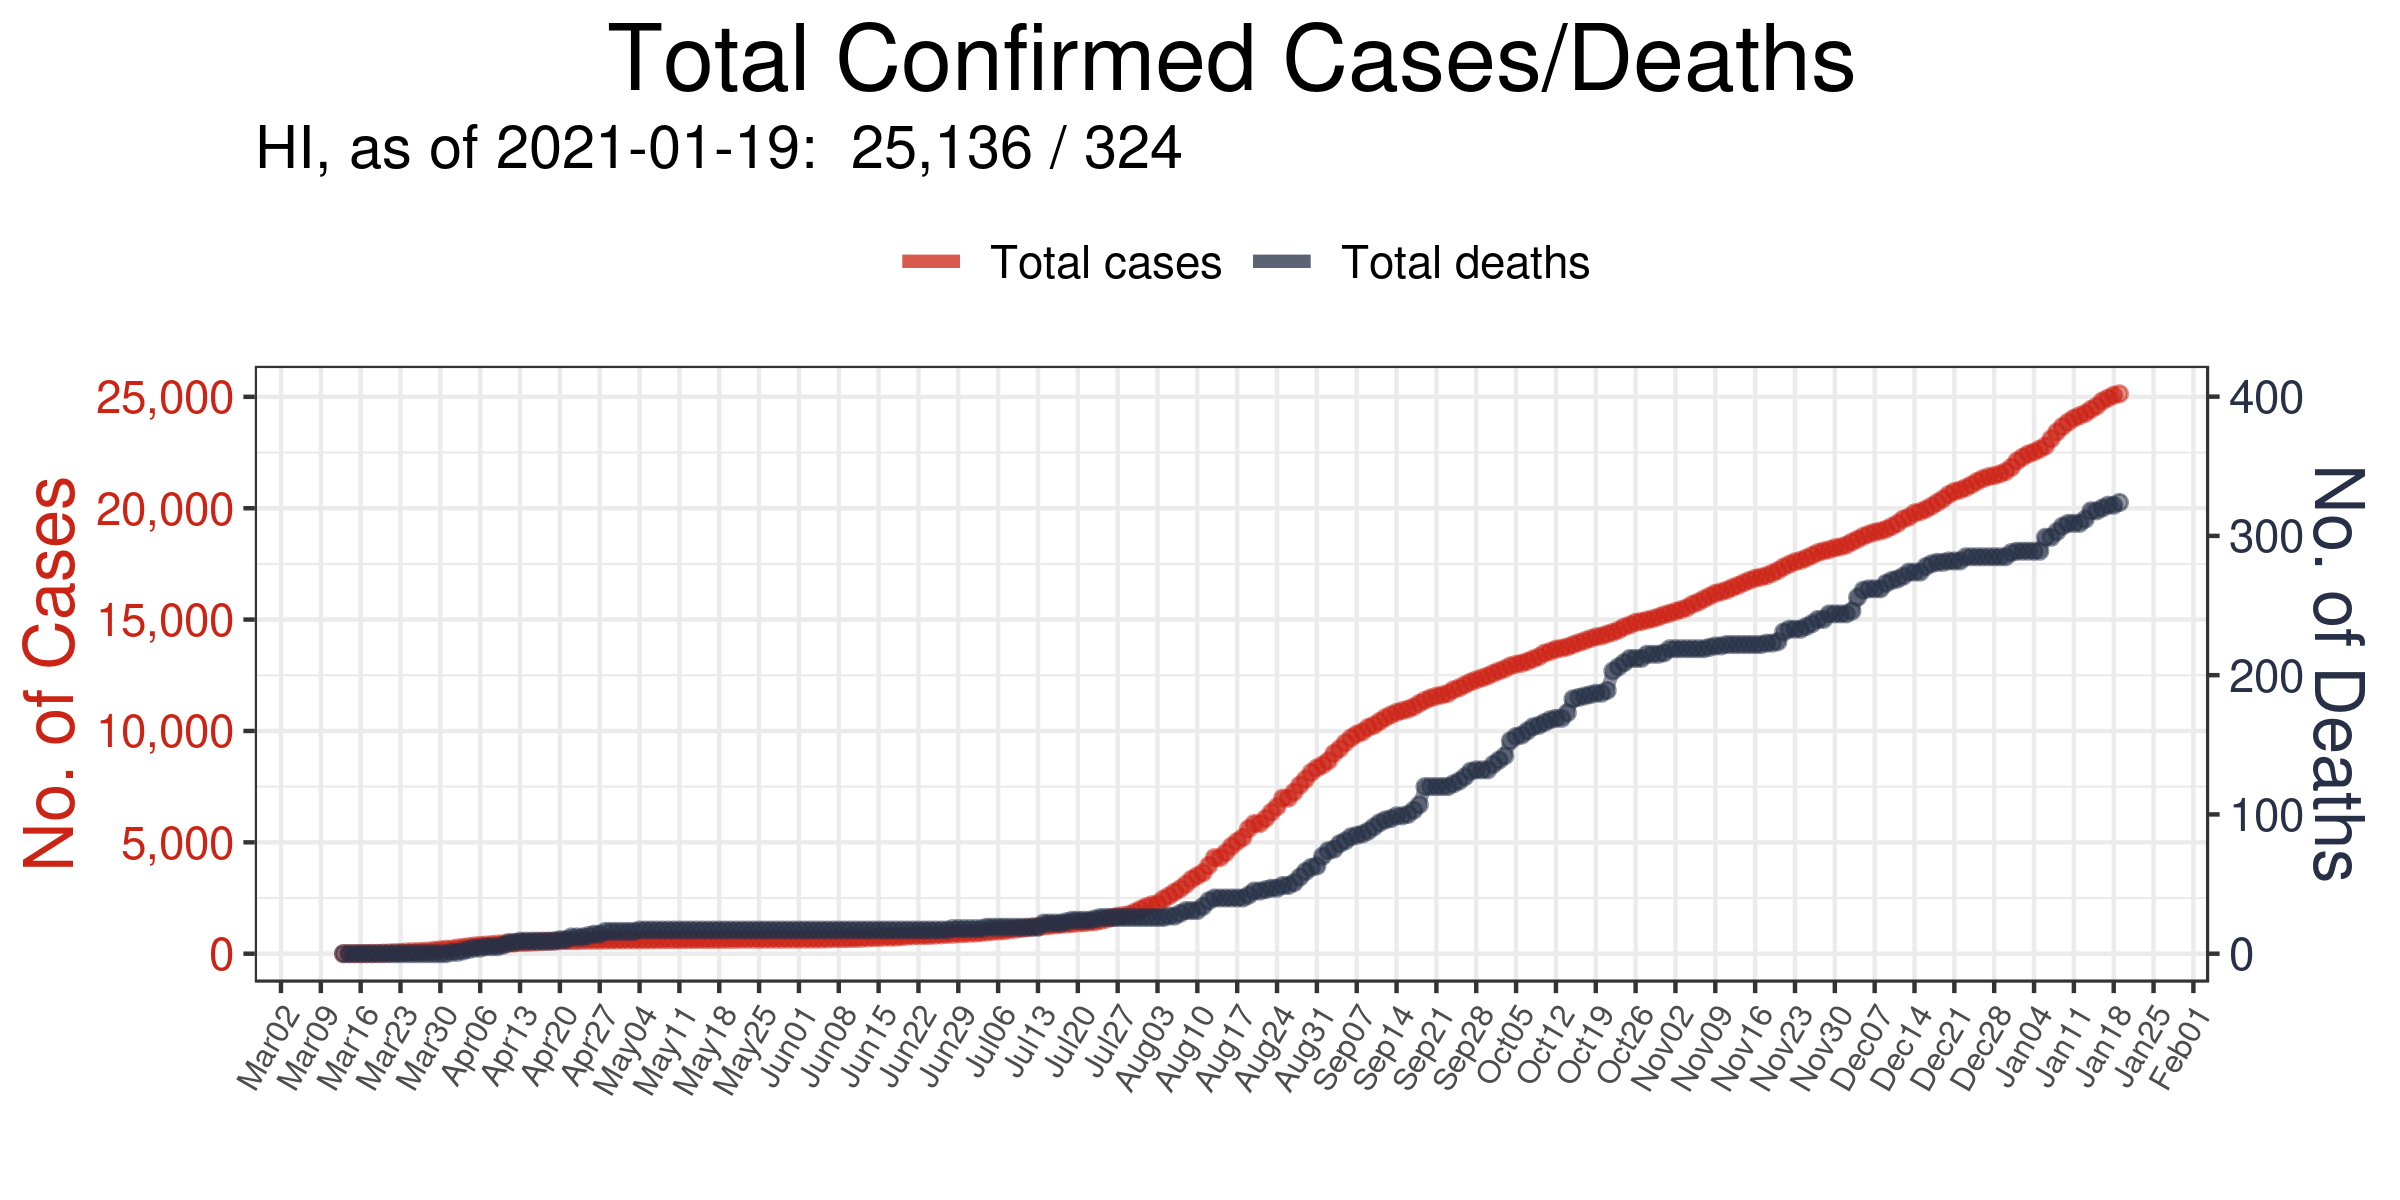 Total Confirmed Cases/Deaths
HI, as of 2021-01-19:  25,136 / 324
Total cases
Total deaths
No. of Cases
25,000
20,000
15,000
10,000
5,000
0
400
300
200
100
0
No. of Deaths
Mar02
Mar09
Mar16
Mar23
Mar30
Apr06
Apr13
Apr20
Apr27
May04
May11
May18
May25
Jun01
Jun08
Jun15
Jun22
Jun29
Jul06
Jul13
Jul20
Jul27
Aug03
Aug10
Aug17
Aug24
Aug31
Sep07
Sep14
Sep21
Sep28
Oct05
Oct12
Oct19
Oct26
Nov02
Nov09
Nov16
Nov23
Nov30
Dec07
Dec14
Dec21
Dec28
Jan04
Jan11
Jan18
Jan25
Feb01